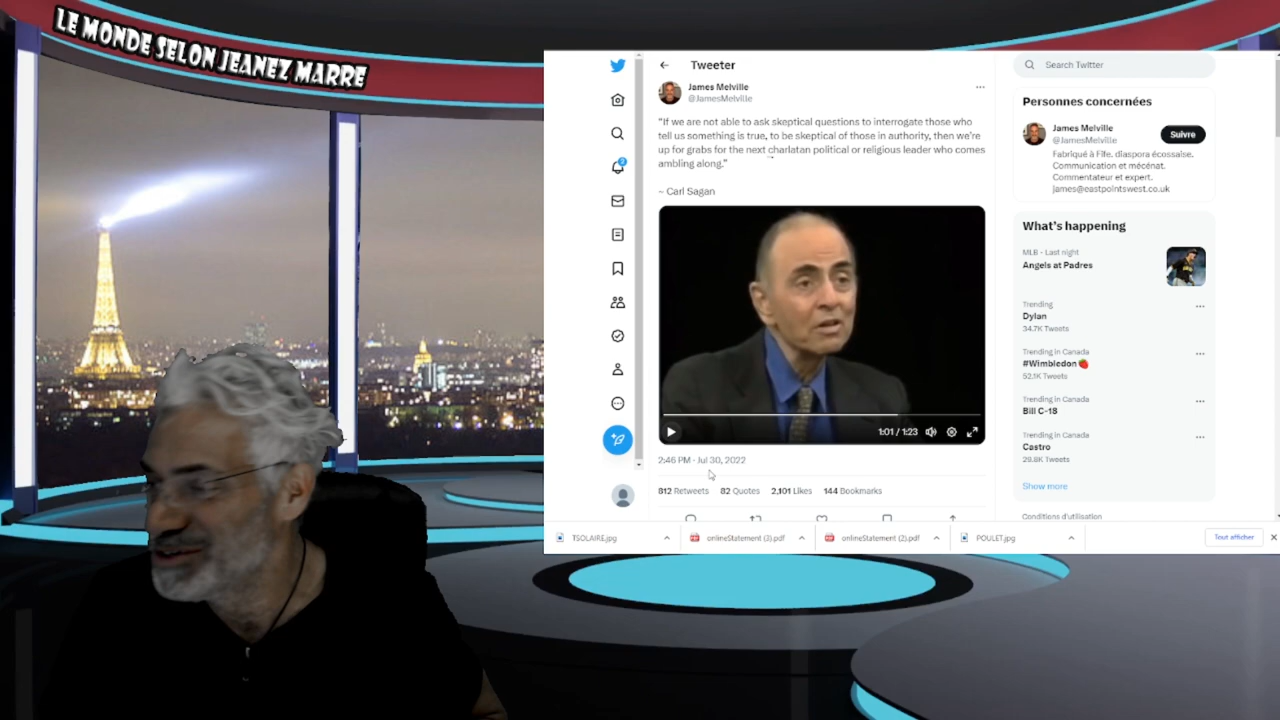 LE MONDE SELON JEANEZ MARRE
Tweeter
James Melville
@JamesMelville
"If we are not able to ask skeptical questions to interrogate those who
tell us something is true, to be skeptical of those in authority, then we're
up for grabs for the next charlatan political or religious leader who comes
ambling along."
~ Carl Sagan
1:01 / 1:23
2:46 PM · Jul 30, 2022
812 Retweets 82 Quotes 2,101 Likes 144 Bookmarks
2
Search Twitter
Personnes concernées
James Melville
@JamesMelville
Suivre
Fabriqué à Fife. diaspora écossaise.
Communication et mécénat.
Commentateur et expert.
james@eastpointswest.co.uk
What's happening
MLB · Last night
Angels at Padres
Trending
Dylan
34.7K Tweets
Trending in Canada
#Wimbledon
52.1K Tweets
Trending in Canada
Bill C-18
Trending in Canada
Castro
29.8K Tweets
Show more
Conditions d'utilisation
TSOLAIRE.jpg
onlineStatement (3).pdf
onlineStatement (2).pdf
POULET.jpg
Tout afficher